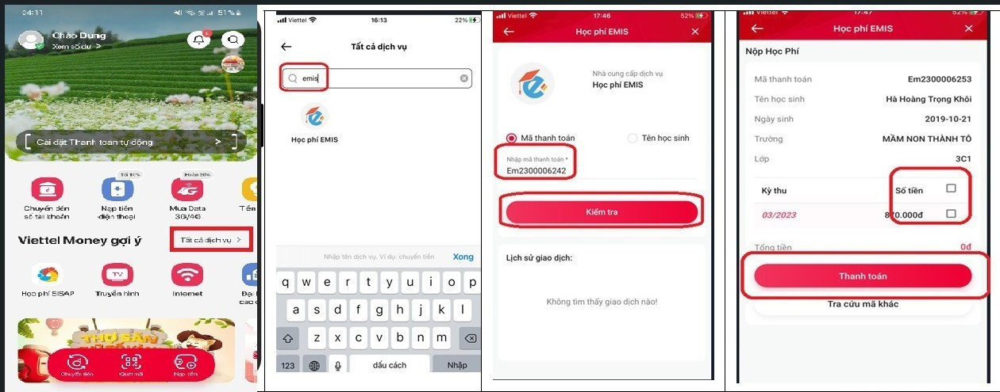 04:11
51%
Chào Dung
Xem số dư >
Cài đặt Thanh toán tự động >
Tới 10%
Hoàn 30%
4G
Chuyển tiền
số tài khoản
Nạp tiền
điện thoại
Mua Data
3G/4G
Tiền
Viettel Money gợi ý
Tất cả dịch vụ >
TV
Học phí SISAP
Truyền hình
Internet
Đại l
cao c
THỢ SĂN
Chuyển tiền
Quét mã
Nạp tiền
Viettel
16:13
22%
Tất cả dịch vụ
emis
Học phí EMIS
Nhập tên dịch vụ. Ví dụ: chuyển tiền
Xong
q w e r t y u i o p
a s d f g h j k l
z x c v b n m
123
dấu cách
Nhập
Viettel
17:46
52%
Học phí EMIS
Nhà cung cấp dịch vụ
Học phí EMIS
Mã thanh toán
Tên học sinh
Nhập mã thanh toán *
Em2300006242
Kiểm tra
Lịch sử giao dịch:
Không tìm thấy giao dịch nào!
Viettel
17:47
52%
Học phí EMIS
Nộp Học Phí
Mã thanh toán Em2300006253
Tên học sinh Hà Hoàng Trọng Khôi
Ngày sinh 2019-10-21
Trường MẦM NON THÀNH TÔ
Lớp 3C1
Kỳ thu Số tiền
03/2023 870.000đ
Tổng tiền 0đ
Thanh toán
Tra cứu mã khác